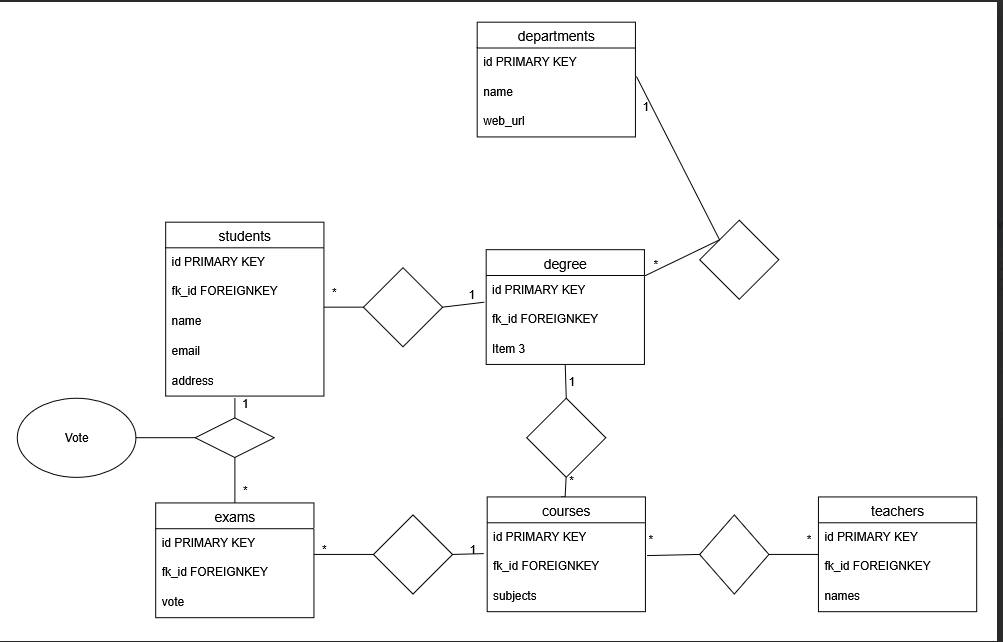 departments
id PRIMARY KEY
name
web_url
1
students
id PRIMARY KEY
fk_id FOREIGNKEY
name
email
address
*
1
degree
id PRIMARY KEY
fk_id FOREIGNKEY
Item 3
*
1
1
Vote
*
*
exams
id PRIMARY KEY
fk_id FOREIGNKEY
vote
*
1
courses
id PRIMARY KEY
fk_id FOREIGNKEY
subjects
*
*
teachers
id PRIMARY KEY
fk_id FOREIGNKEY
names